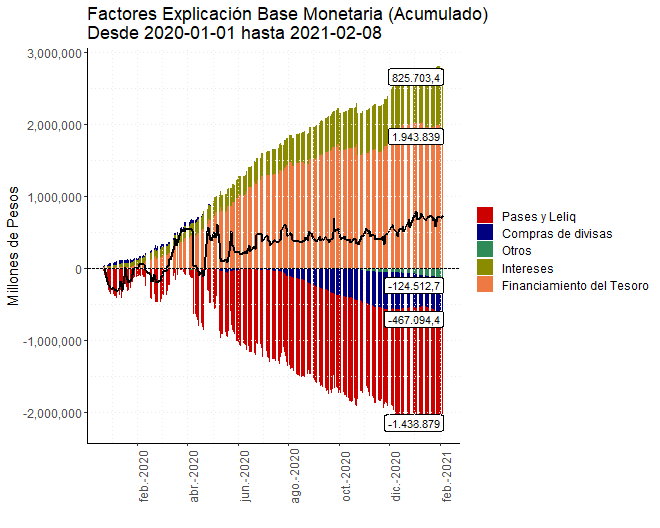 Factores Explicación Base Monetaria (Acumulado)
Desde 2020-01-01 hasta 2021-02-08
Millones de Pesos
3,000,000
2,000,000
1,000,000
0
-1,000,000
-2,000,000
825.703,4
1.943.839
-124.512,7
-467.094,4
-1.438.879
feb.-2020
abr.-2020
jun.-2020
ago.-2020
oct.-2020
dic.-2020
feb.-2021
Pases y Leliq
Compras de divisas
Otros
Intereses
Financiamiento del Tesoro